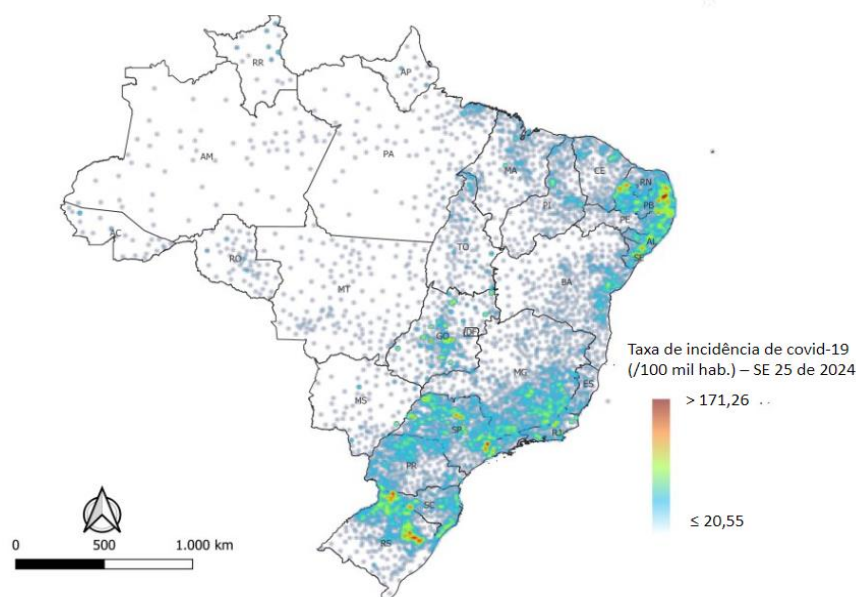 RR
AP
AM
PA
MA
CE
RN
PI
PB
PE
AC
AL
TO
SE
RO
BA
MT
GO
DF
MG
ES
MS
SP
RJ
PR
SC
RS
Taxa de incidência de covid-19
(/100 mil hab.) – SE 25 de 2024
> 171,26
≤ 20,55
0 500 1.000 km